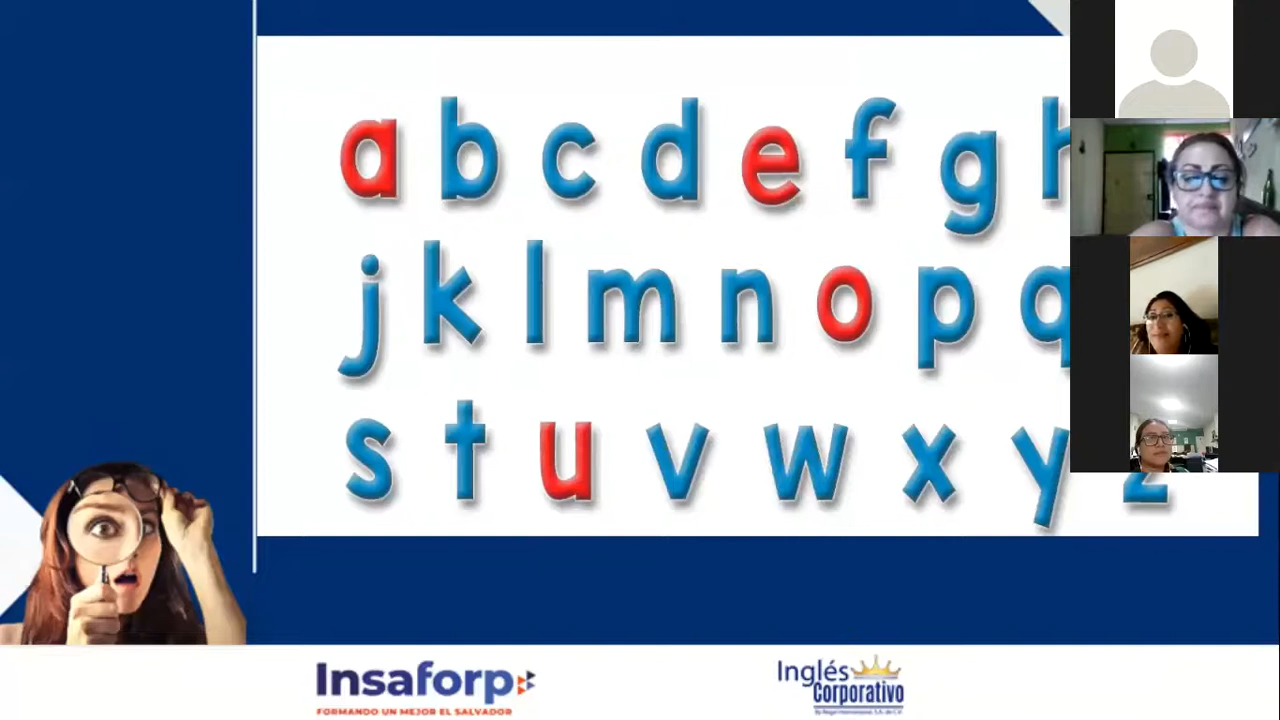 a b c d e f g h
j k l m n o p q
s t u v w x y z
Insaforp
FORMANDO UN MEJOR EL SALVADOR
Inglés
Corporativo